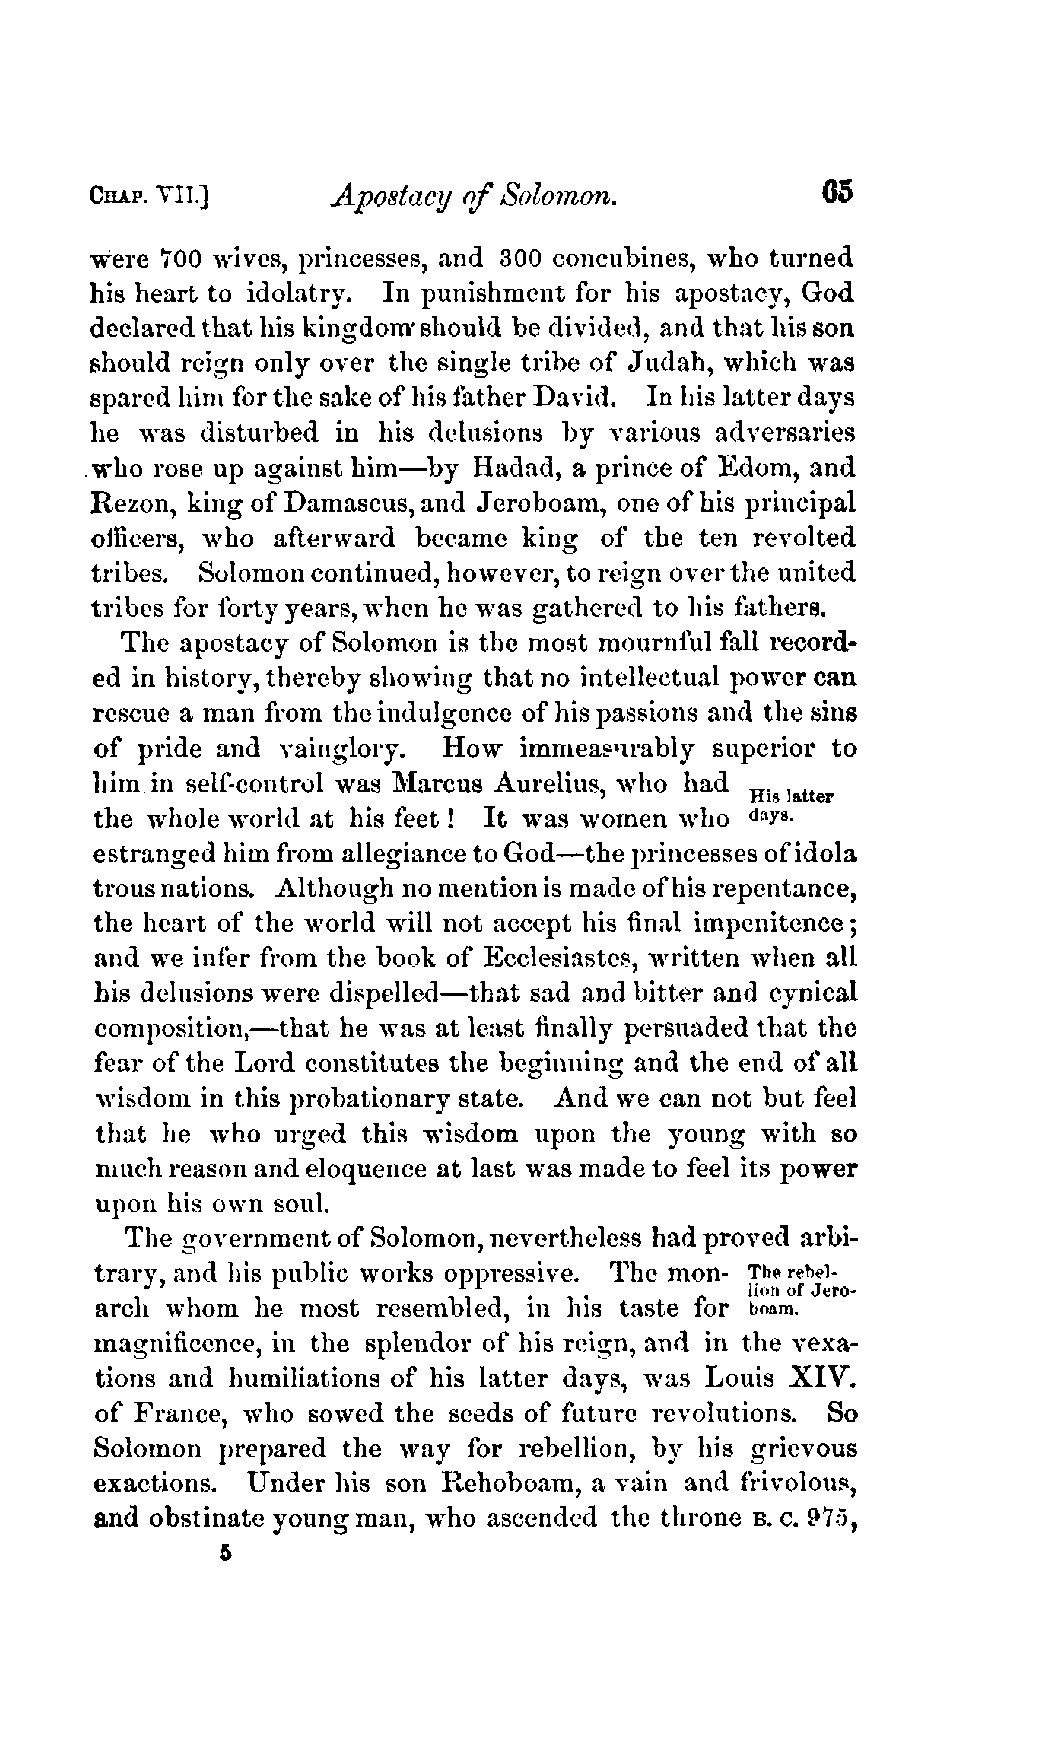 CHAP. VII.] Apostacy of Solomon. 65
were 700 wives, princesses, and 300 concubines, who turned
his heart to idolatry. In punishment for his apostacy, God
declared that his kingdom should be divided, and that his son
should reign only over the single tribe of Judah, which was
spared him for the sake of his father David. In his latter days
he was disturbed in his delusions by various adversaries
who rose up against him—by Hadad, a prince of Edom, and
Rezon, king of Damascus, and Jeroboam, one of his principal
officers, who afterward became king of the ten revolted
tribes. Solomon continued, however, to reign over the united
tribes for forty years, when he was gathered to his fathers.
The apostacy of Solomon is the most mournful fall record-
ed in history, thereby showing that no intellectual power can
rescue a man from the indulgence of his passions and the sins
of pride and vainglory. How immeasurably superior to
him in self-control was Marcus Aurelius, who had
His latter
the whole world at his feet! It was women who
days.
estranged him from allegiance to God—the princesses of idola
trous nations. Although no mention is made of his repentance,
the heart of the world will not accept his final impenitence;
and we infer from the book of Ecclesiastes, written when all
his delusions were dispelled—that sad and bitter and cynical
composition,—that he was at least finally persuaded that the
fear of the Lord constitutes the beginning and the end of all
wisdom in this probationary state. And we can not but feel
that he who urged this wisdom upon the young with so
much reason and eloquence at last was made to feel its power
upon his own soul.
The government of Solomon, nevertheless had proved arbi-
trary, and his public works oppressive. The mon-
The rebel-
lion of Jero-
boam.
arch whom he most resembled, in his taste for
magnificence, in the splendor of his reign, and in the vexa-
tions and humiliations of his latter days, was Louis XIV.
of France, who sowed the seeds of future revolutions. So
Solomon prepared the way for rebellion, by his grievous
exactions. Under his son Rehoboam, a vain and frivolous,
and obstinate young man, who ascended the throne B. C. 975,
5